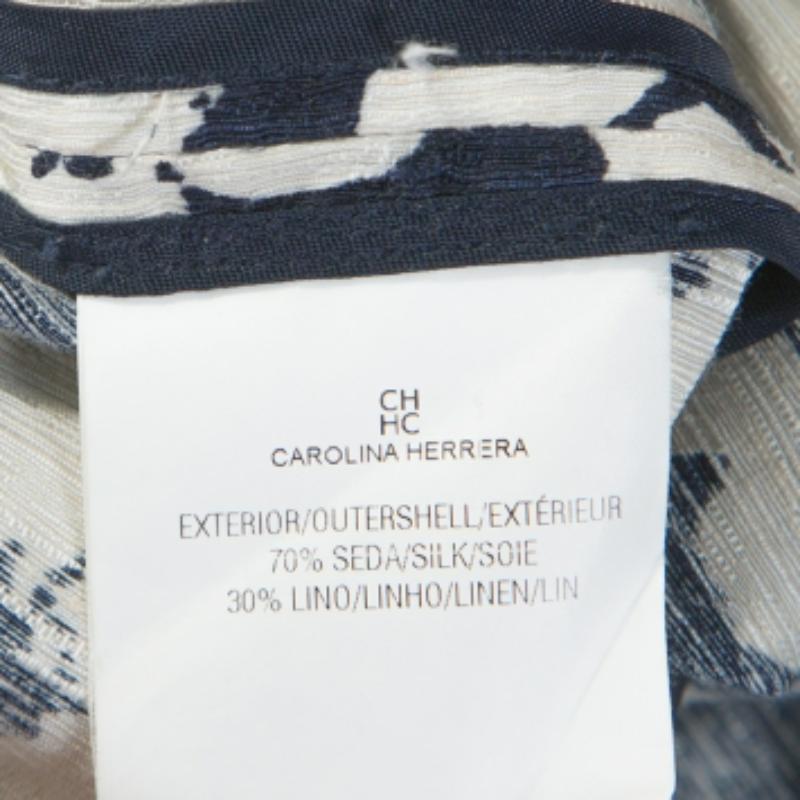 CH
HC
CAROLINA HERRERA
EXTERIOR/OUTERSHELL/EXTÉRIEUR
70% SEDA/SILK/SOIE
30% LINO/LINHO/LINEN/LIN